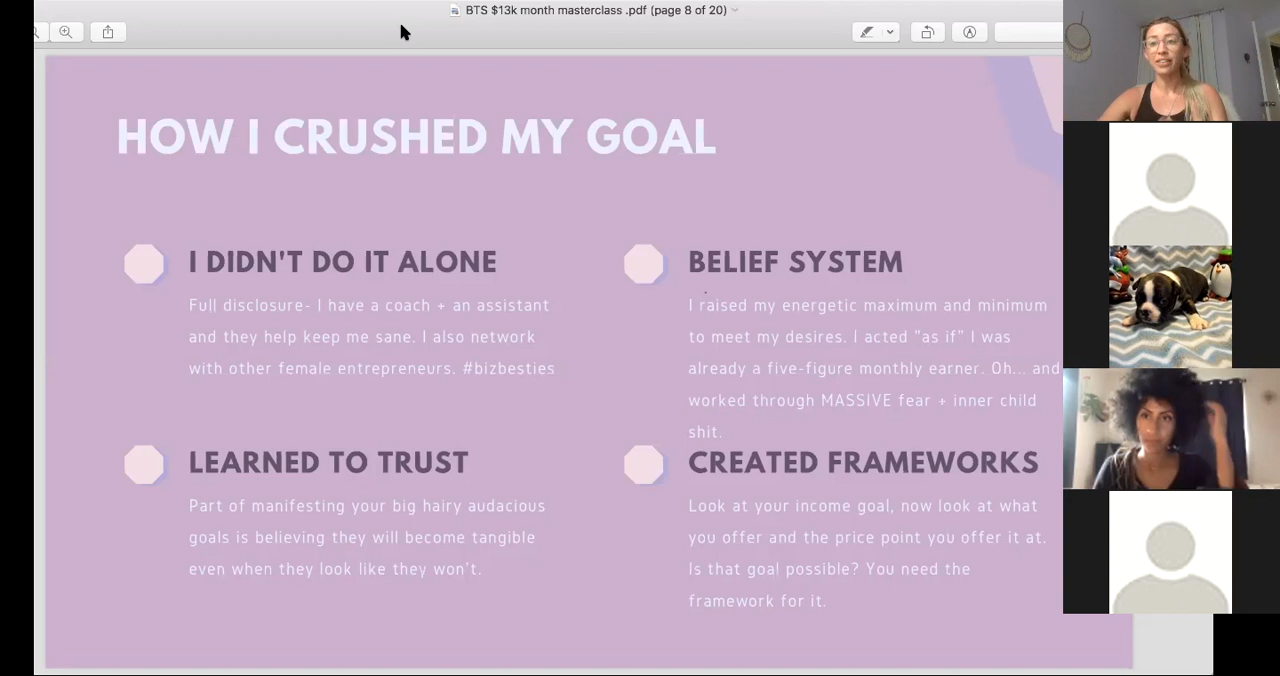 BTS $13k month masterclass .pdf (page 8 of 20)
HOW I CRUSHED MY GOAL
I DIDN'T DO IT ALONE
Full disclosure- I have a coach + an assistant
and they help keep me sane. I also network
with other female entrepreneurs. #bizbesties
BELIEF SYSTEM
I raised my energetic maximum and minimum
to meet my desires. I acted "as if" I was
already a five-figure monthly earner. Oh... and
worked through MASSIVE fear + inner child
shit.
LEARNED TO TRUST
Part of manifesting your big hairy audacious
goals is believing they will become tangible
even when they look like they won't.
CREATED FRAMEWORKS
Look at your income goal, now look at what
you offer and the price point you offer it at.
Is that goal possible? You need the
framework for it.